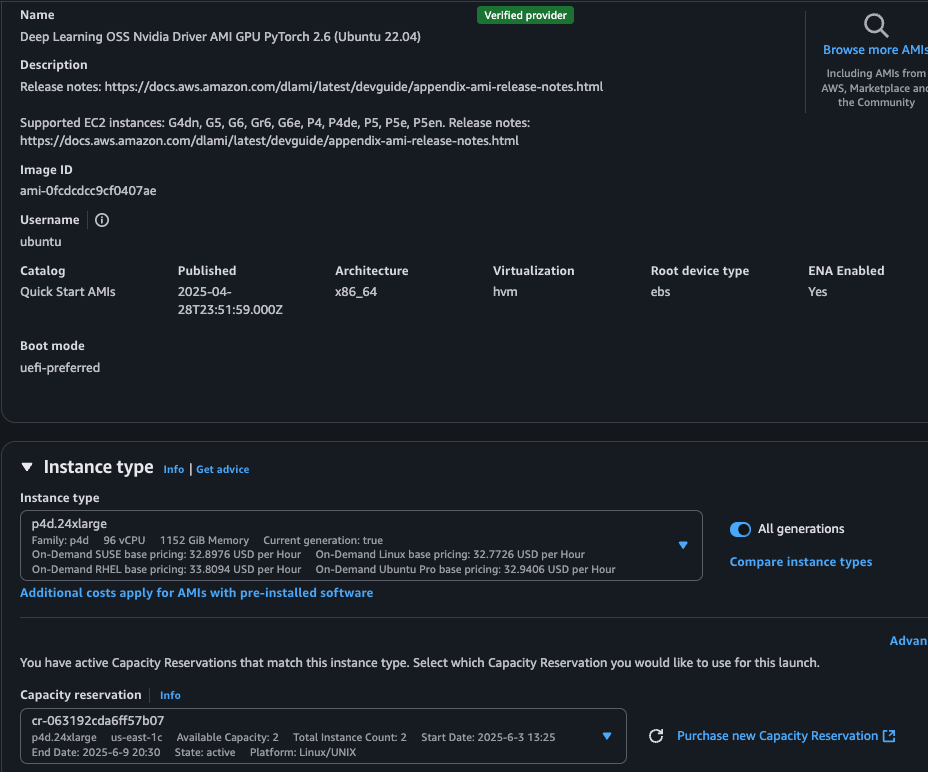 Name
Verified provider
Deep Learning OSS Nvidia Driver AMI GPU PyTorch 2.6 (Ubuntu 22.04)
Browse more AMIs
Including AMIs from
AWS, Marketplace and
the Community
Description
Release notes: https://docs.aws.amazon.com/dlami/latest/devguide/appendix-ami-release-notes.html
Supported EC2 instances: G4dn, G5, G6, Gr6, G6e, P4, P4de, P5, P5e, P5en. Release notes:
https://docs.aws.amazon.com/dlami/latest/devguide/appendix-ami-release-notes.html
Image ID
ami-0fcdcdcc9cf0407ae
Username
ubuntu
Catalog Published Architecture Virtualization Root device type ENA Enabled
Quick Start AMIs 2025-04- x86_64 hvm ebs Yes
28T23:51:59.000Z
Boot mode
uefi-preferred
Instance type Info | Get advice
Instance type
p4d.24xlarge
Family: p4d 96 vCPU 1152 GiB Memory Current generation: true
On-Demand SUSE base pricing: 32.8976 USD per Hour On-Demand Linux base pricing: 32.7726 USD per Hour
On-Demand RHEL base pricing: 33.8094 USD per Hour On-Demand Ubuntu Pro base pricing: 32.9406 USD per Hour
All generations
Compare instance types
Additional costs apply for AMIs with pre-installed software
Advan
You have active Capacity Reservations that match this instance type. Select which Capacity Reservation you would like to use for this launch.
Capacity reservation Info
cr-063192cda6ff57b07
p4d.24xlarge us-east-1c Available Capacity: 2 Total Instance Count: 2 Start Date: 2025-6-3 13:25
End Date: 2025-6-9 20:30 State: active Platform: Linux/UNIX
Purchase new Capacity Reservation